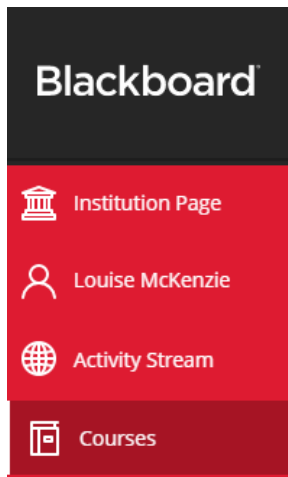 Blackboard
Institution Page
Louise McKenzie
Activity Stream
Courses